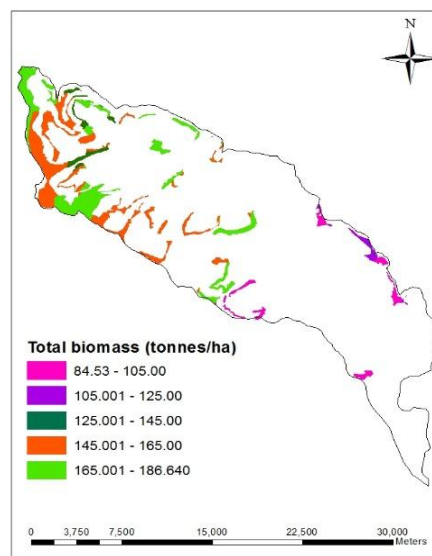 N
Total biomass (tonnes/ha)
84.53 - 105.00
105.001 - 125.00
125.001 - 145.00
145.001 - 165.00
165.001 - 186.640
0 3,750 7,500 15,000 22,500 30,000
Meters